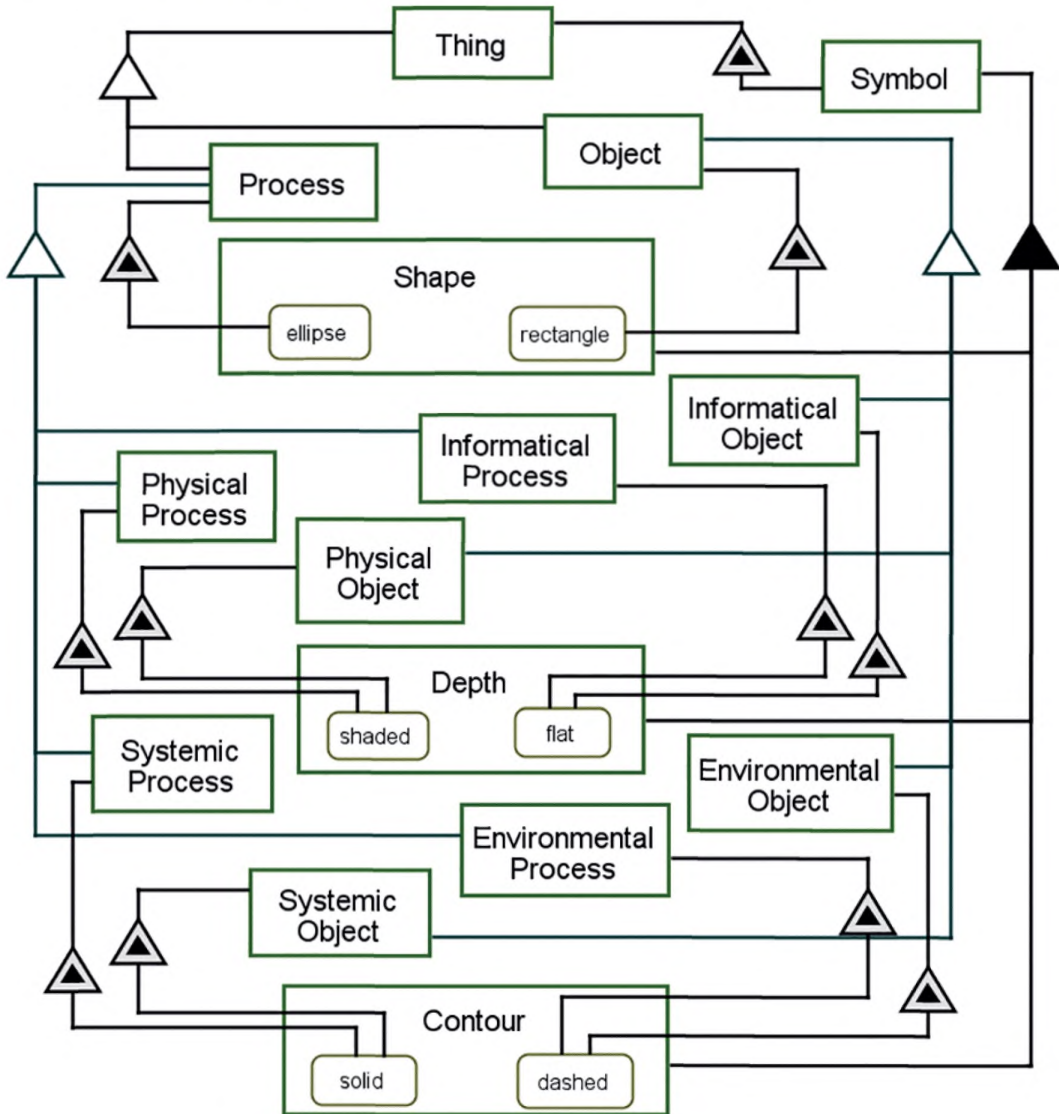 Thing
Symbol
Object
Process
Shape
ellipse
rectangle
Informatical
Object
Informatical
Process
Physical
Process
Physical
Object
Depth
shaded
flat
Systemic
Process
Environmental
Object
Environmental
Process
Systemic
Object
Contour
solid
dashed